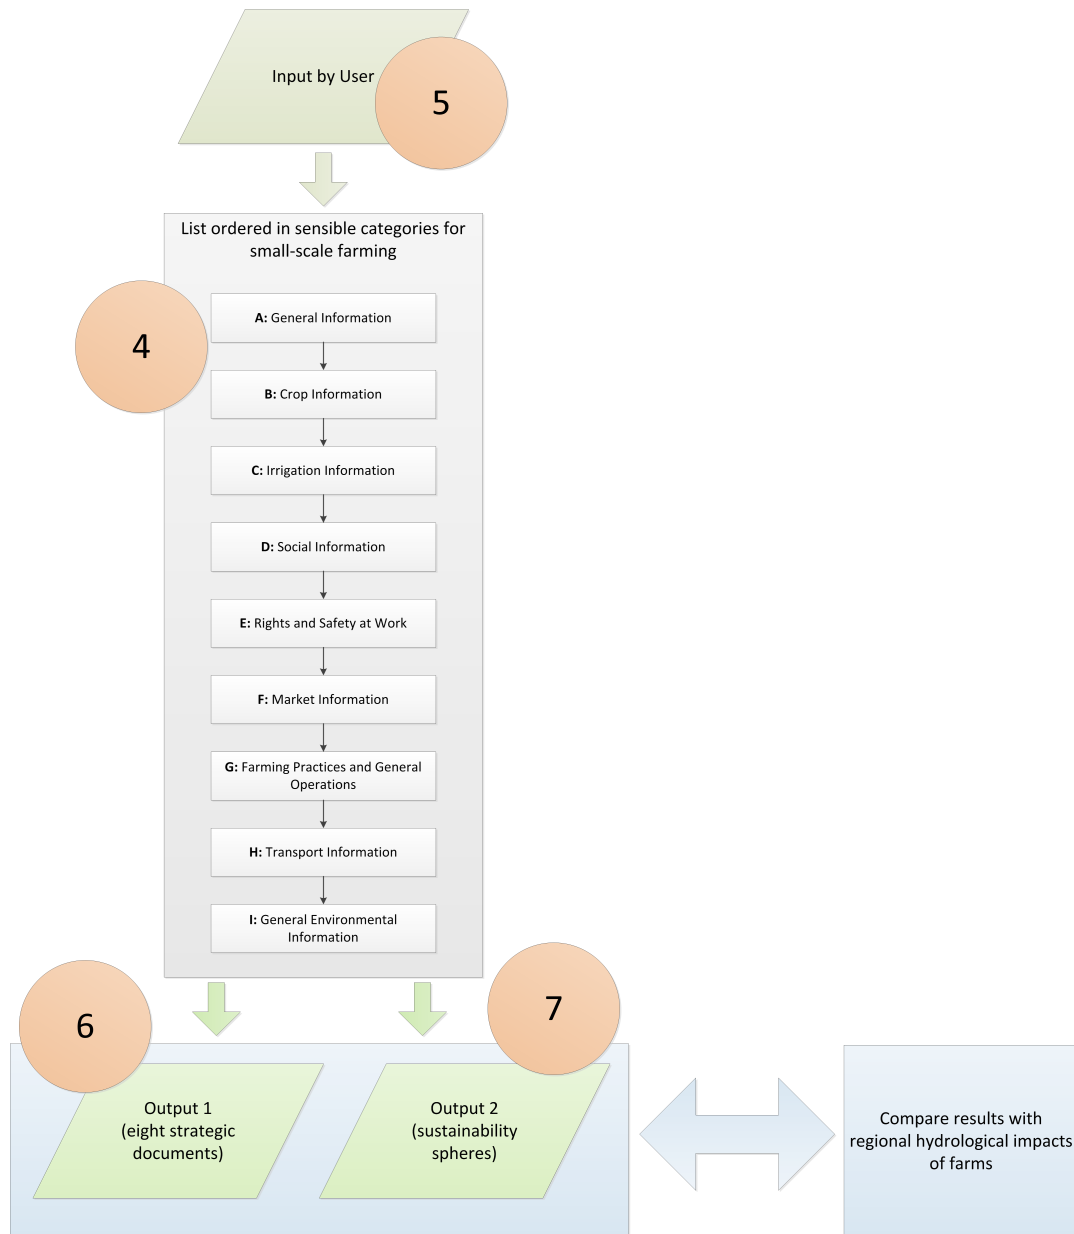 Input by User
5
List ordered in sensible categories for
small-scale farming
4
A: General Information
B: Crop Information
C: Irrigation Information
D: Social Information
E: Rights and Safety at Work
F: Market Information
G: Farming Practices and General
Operations
H: Transport Information
I: General Environmental
Information
6
7
Output 1
(eight strategic
documents)
Output 2
(sustainability
spheres)
Compare results with
regional hydrological impacts
of farms